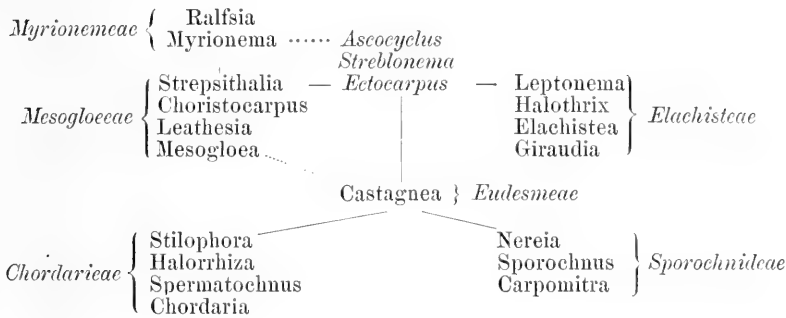 Ralfsia
Myrionemeae { Myrionema ...... Ascocyclus
Streblonema
Strepsithalia — Ectocarpus — Leptonema
Choristocarpus Halothrix
Mesogloeeae { Leathesia Elachistea } Elachisteae
Mesogloea Giraudia
Castagnea } Eudesmeae
Stilophora Nereia
Chordarieae { Halorrhiza Sporochnus } Sporochnideae
Spermatochnus Carpomitra
Chordaria